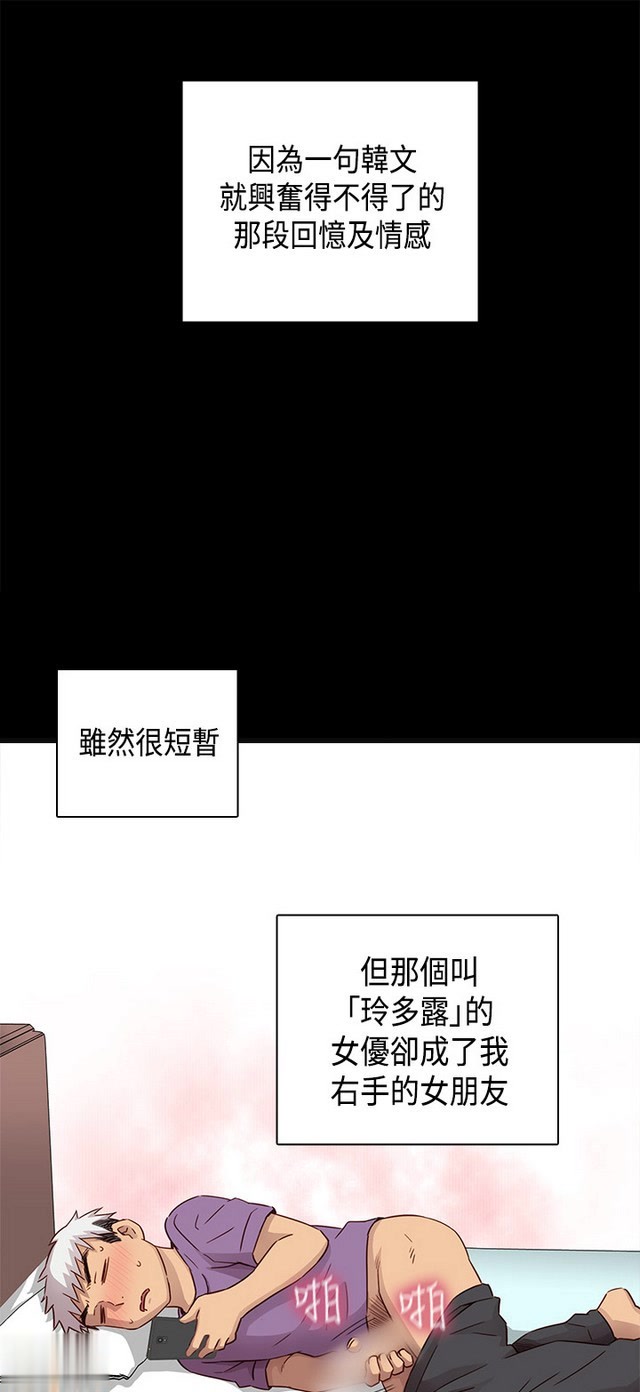 因為一句韓文
就興奮得不得了的
那段回憶及情感
雖然很短暫
但那個叫
「玲多露」的
女優卻成了我
右手的女朋友
啪
啪